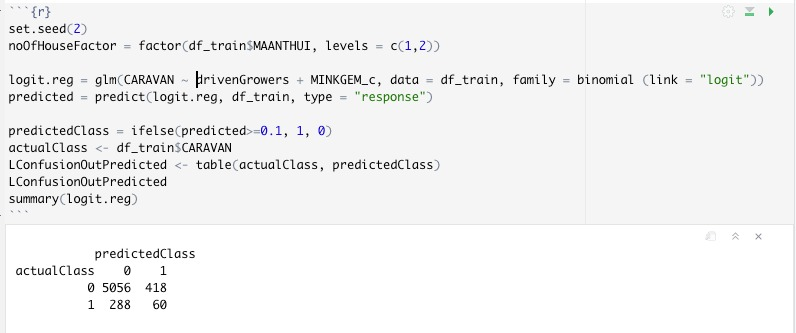 ```{r}
set.seed(2)
noOfHouseFactor = factor(df_train$MAANTHUI, levels = c(1,2))
logit.reg = glm(CARAVAN ~ drivenGrowers + MINKGEM_c, data = df_train, family = binomial (link = "logit"))
predicted = predict(logit.reg, df_train, type = "response")
predictedClass = ifelse(predicted>=0.1, 1, 0)
actualClass <- df_train$CARAVAN
LConfusionOutPredicted <- table(actualClass, predictedClass)
LConfusionOutPredicted
summary(logit.reg)
```
predictedClass
actualClass 0 1
0 5056 418
1 288 60